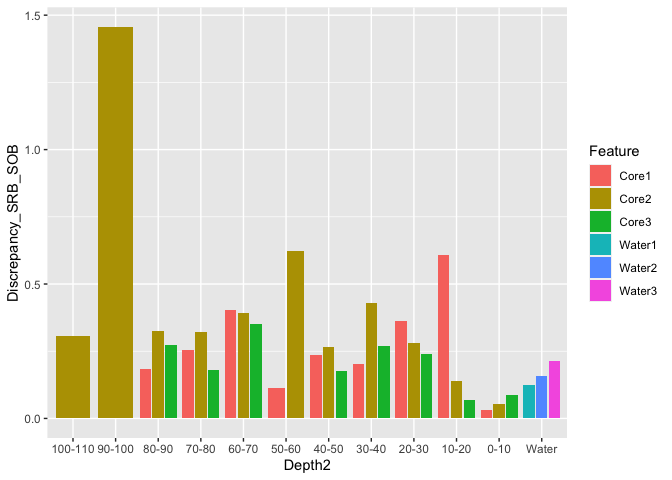 1.5
1.0
0.5
0.0
Discrepancy_SRB_SOB
100-110 90-100 80-90 70-80 60-70 50-60 40-50 30-40 20-30 10-20 0-10 Water
Depth2
Feature
Core1
Core2
Core3
Water1
Water2
Water3